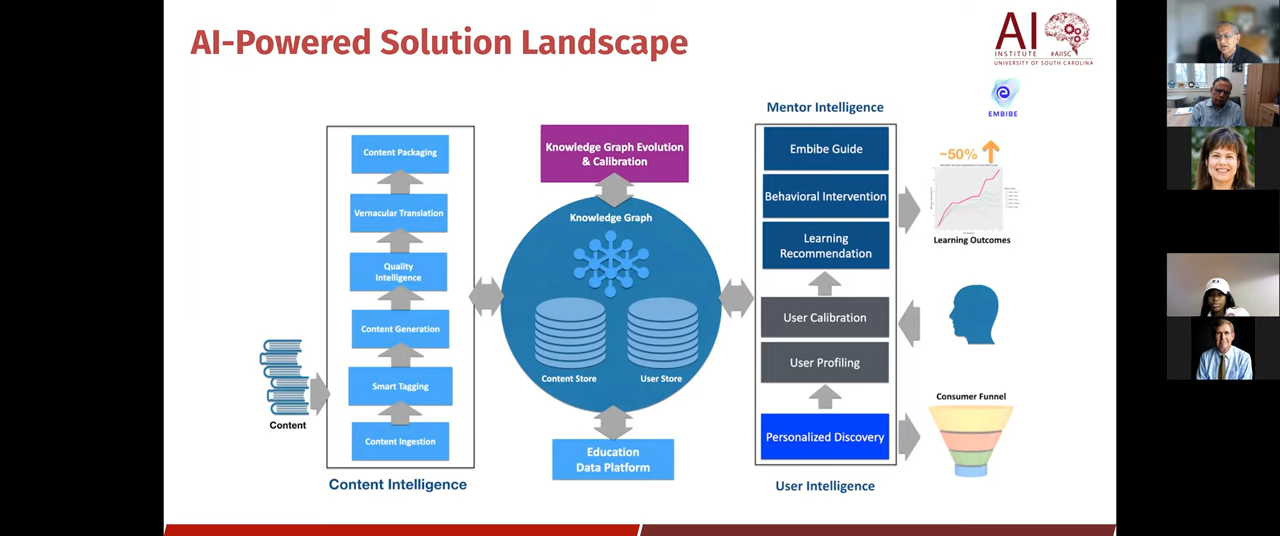 AI-Powered Solution Landscape
AI
INSTITUTE
#AIISC
UNIVERSITY OF SOUTH CAROLINA
EMBIBE
Content
Content Packaging
Vernacular Translation
Quality
Intelligence
Content Generation
Smart Tagging
Content Ingestion
Content Intelligence
Knowledge Graph Evolution
& Calibration
Knowledge Graph
Content Store
User Store
Education
Data Platform
Mentor Intelligence
Embibe Guide
Behavioral Intervention
Learning
Recommendation
User Calibration
User Profiling
Personalized Discovery
User Intelligence
~50%
Learning Outcomes
Consumer Funnel